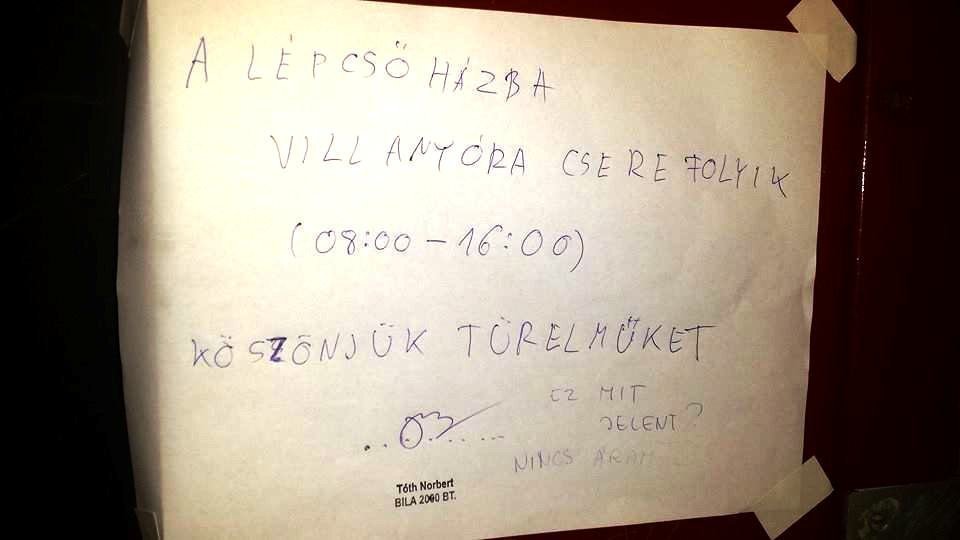 A LÉPCSŐHÁZBA
VILLANYÓRA CSERE FOLYIK
(08:00 - 16:00)
KÖSZÖNJÜK TÜRELMÜKET
EZ MIT
JELENT?
NINCS ÁRAM
Tóth Norbert
BILA 2000 BT.